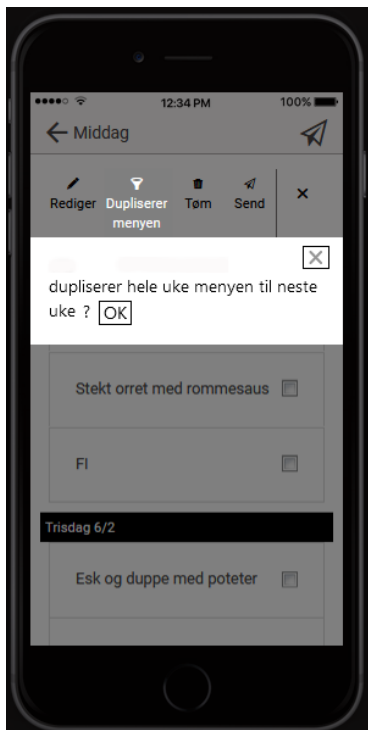 12:34 PM 100%
Middag
Rediger Dupliserer Tøm Send
menyen
dupliserer hele uke menyen til neste
uke ? OK
Stekt orret med rommesaus
FI
Trisdag 6/2
Esk og duppe med poteter